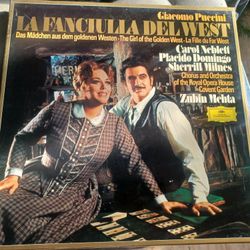 Giacomo Puccini
LA FANCIULLA DEL WEST
Das Mädchen aus dem goldenen Westen · The Girl of the Golden West · La Fille du Far West
Carol Neblett
Placido Domingo
Sherrill Milnes
Chorus and Orchestra
of the Royal Opera House
Covent Garden
Zubin Mehta